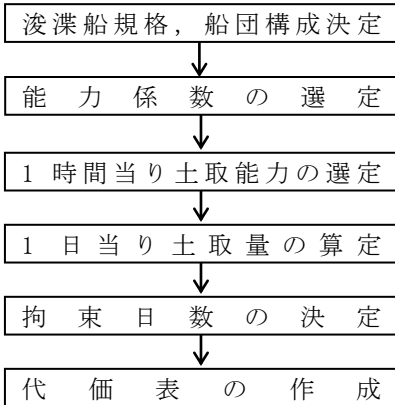 浚渫船規格，船団構成決定
能力係数の選定
1 時間当り土取能力の選定
1 日当り土取量の算定
拘束日数の決定
代価表の作成